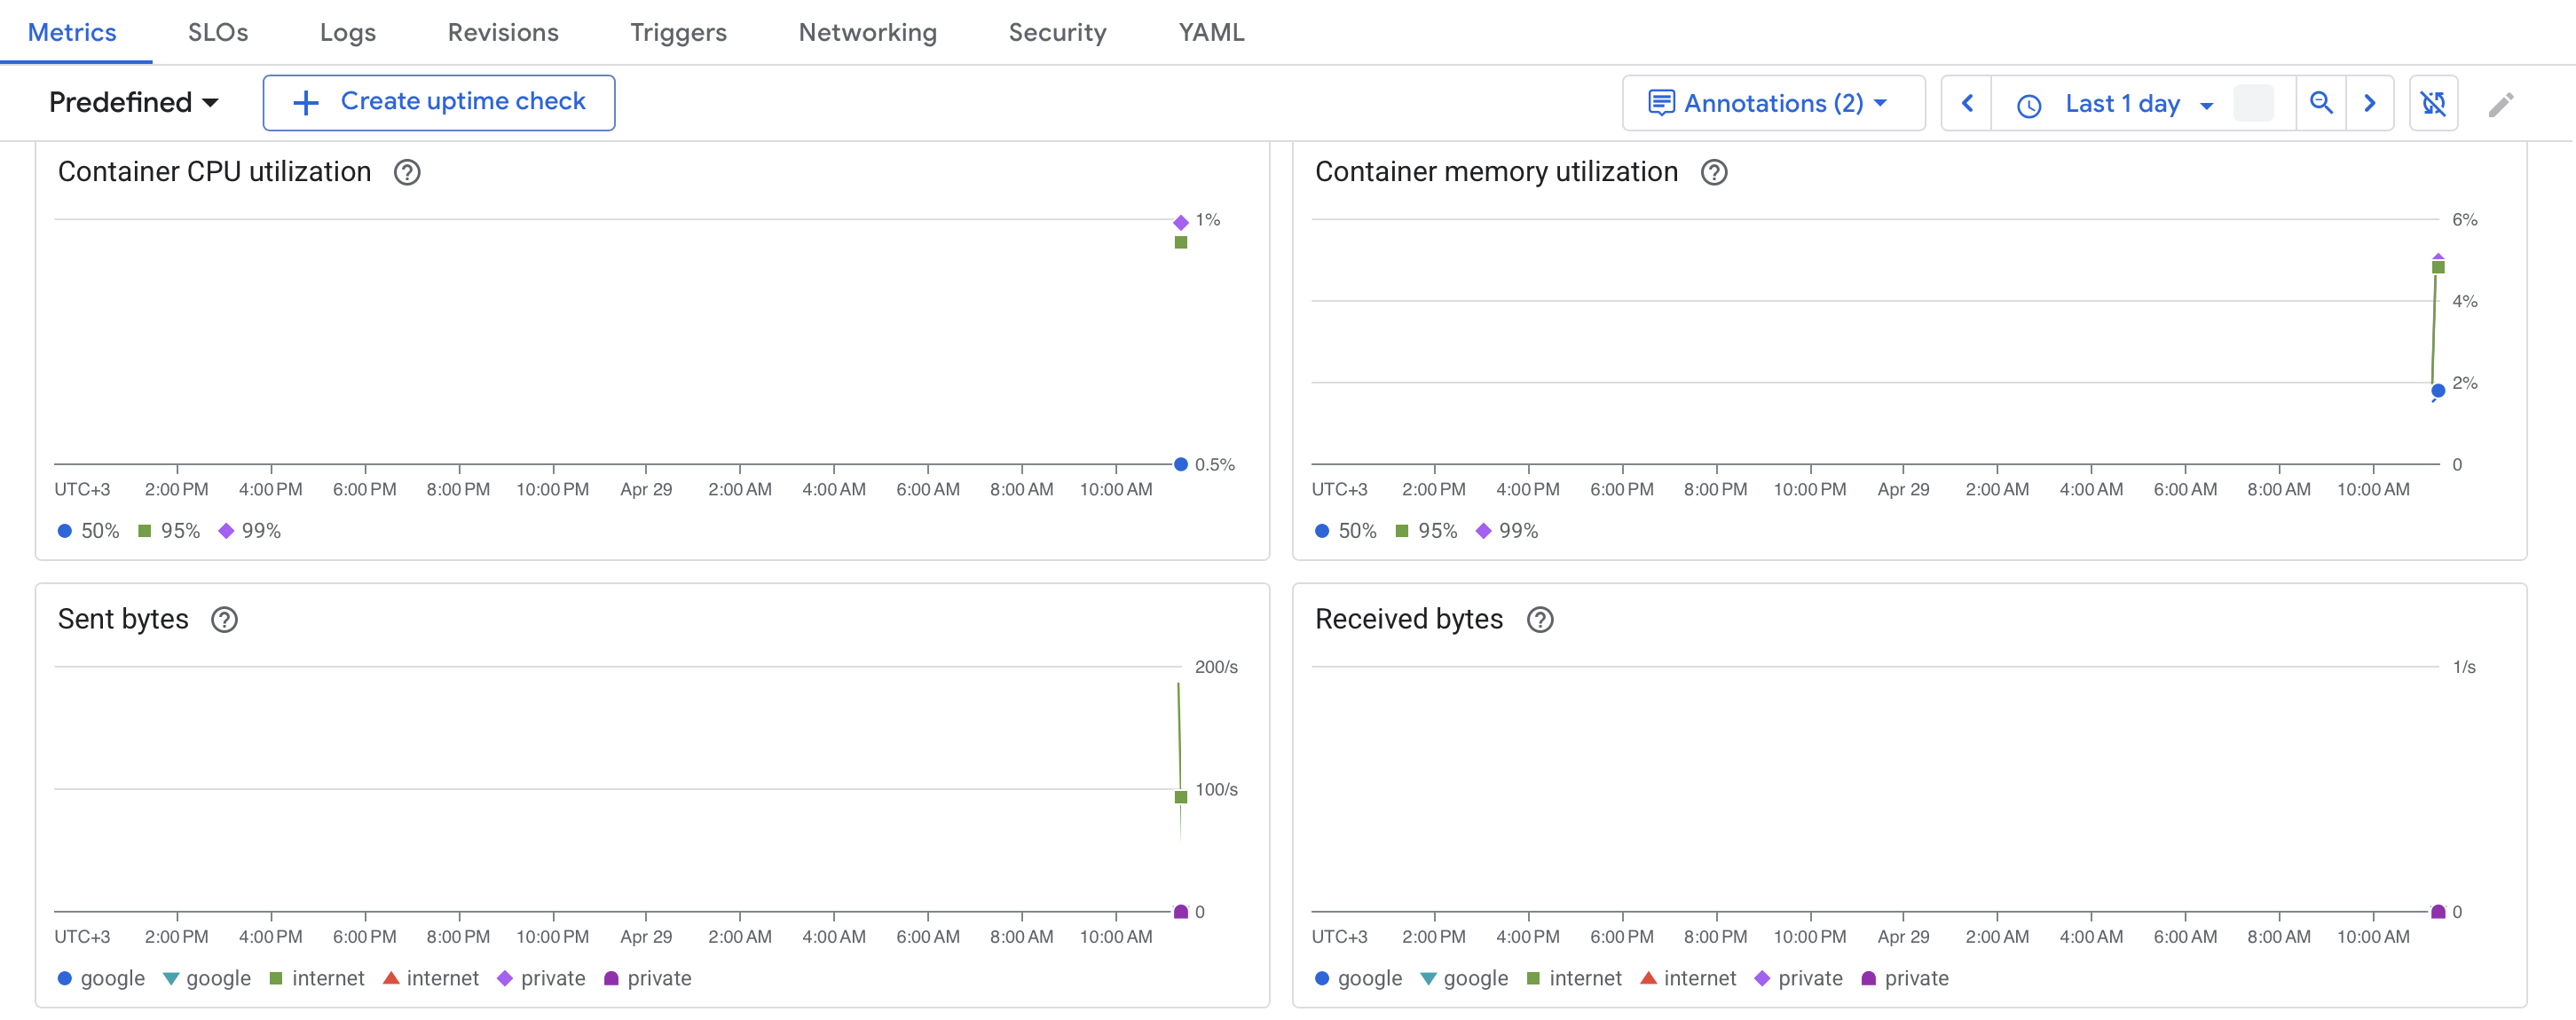 Metrics SLOs Logs Revisions Triggers Networking Security YAML
Predefined Create uptime check Annotations (2) Last 1 day
Container CPU utilization
1%
0.5%
UTC+3 2:00 PM 4:00 PM 6:00 PM 8:00 PM 10:00 PM Apr 29 2:00 AM 4:00 AM 6:00 AM 8:00 AM 10:00 AM
50% 95% 99%
Container memory utilization
6%
4%
2%
0
UTC+3 2:00 PM 4:00 PM 6:00 PM 8:00 PM 10:00 PM Apr 29 2:00 AM 4:00 AM 6:00 AM 8:00 AM 10:00 AM
50% 95% 99%
Sent bytes
200/s
100/s
0
UTC+3 2:00 PM 4:00 PM 6:00 PM 8:00 PM 10:00 PM Apr 29 2:00 AM 4:00 AM 6:00 AM 8:00 AM 10:00 AM
google google internet internet private private
Received bytes
1/s
0
UTC+3 2:00 PM 4:00 PM 6:00 PM 8:00 PM 10:00 PM Apr 29 2:00 AM 4:00 AM 6:00 AM 8:00 AM 10:00 AM
google google internet internet private private